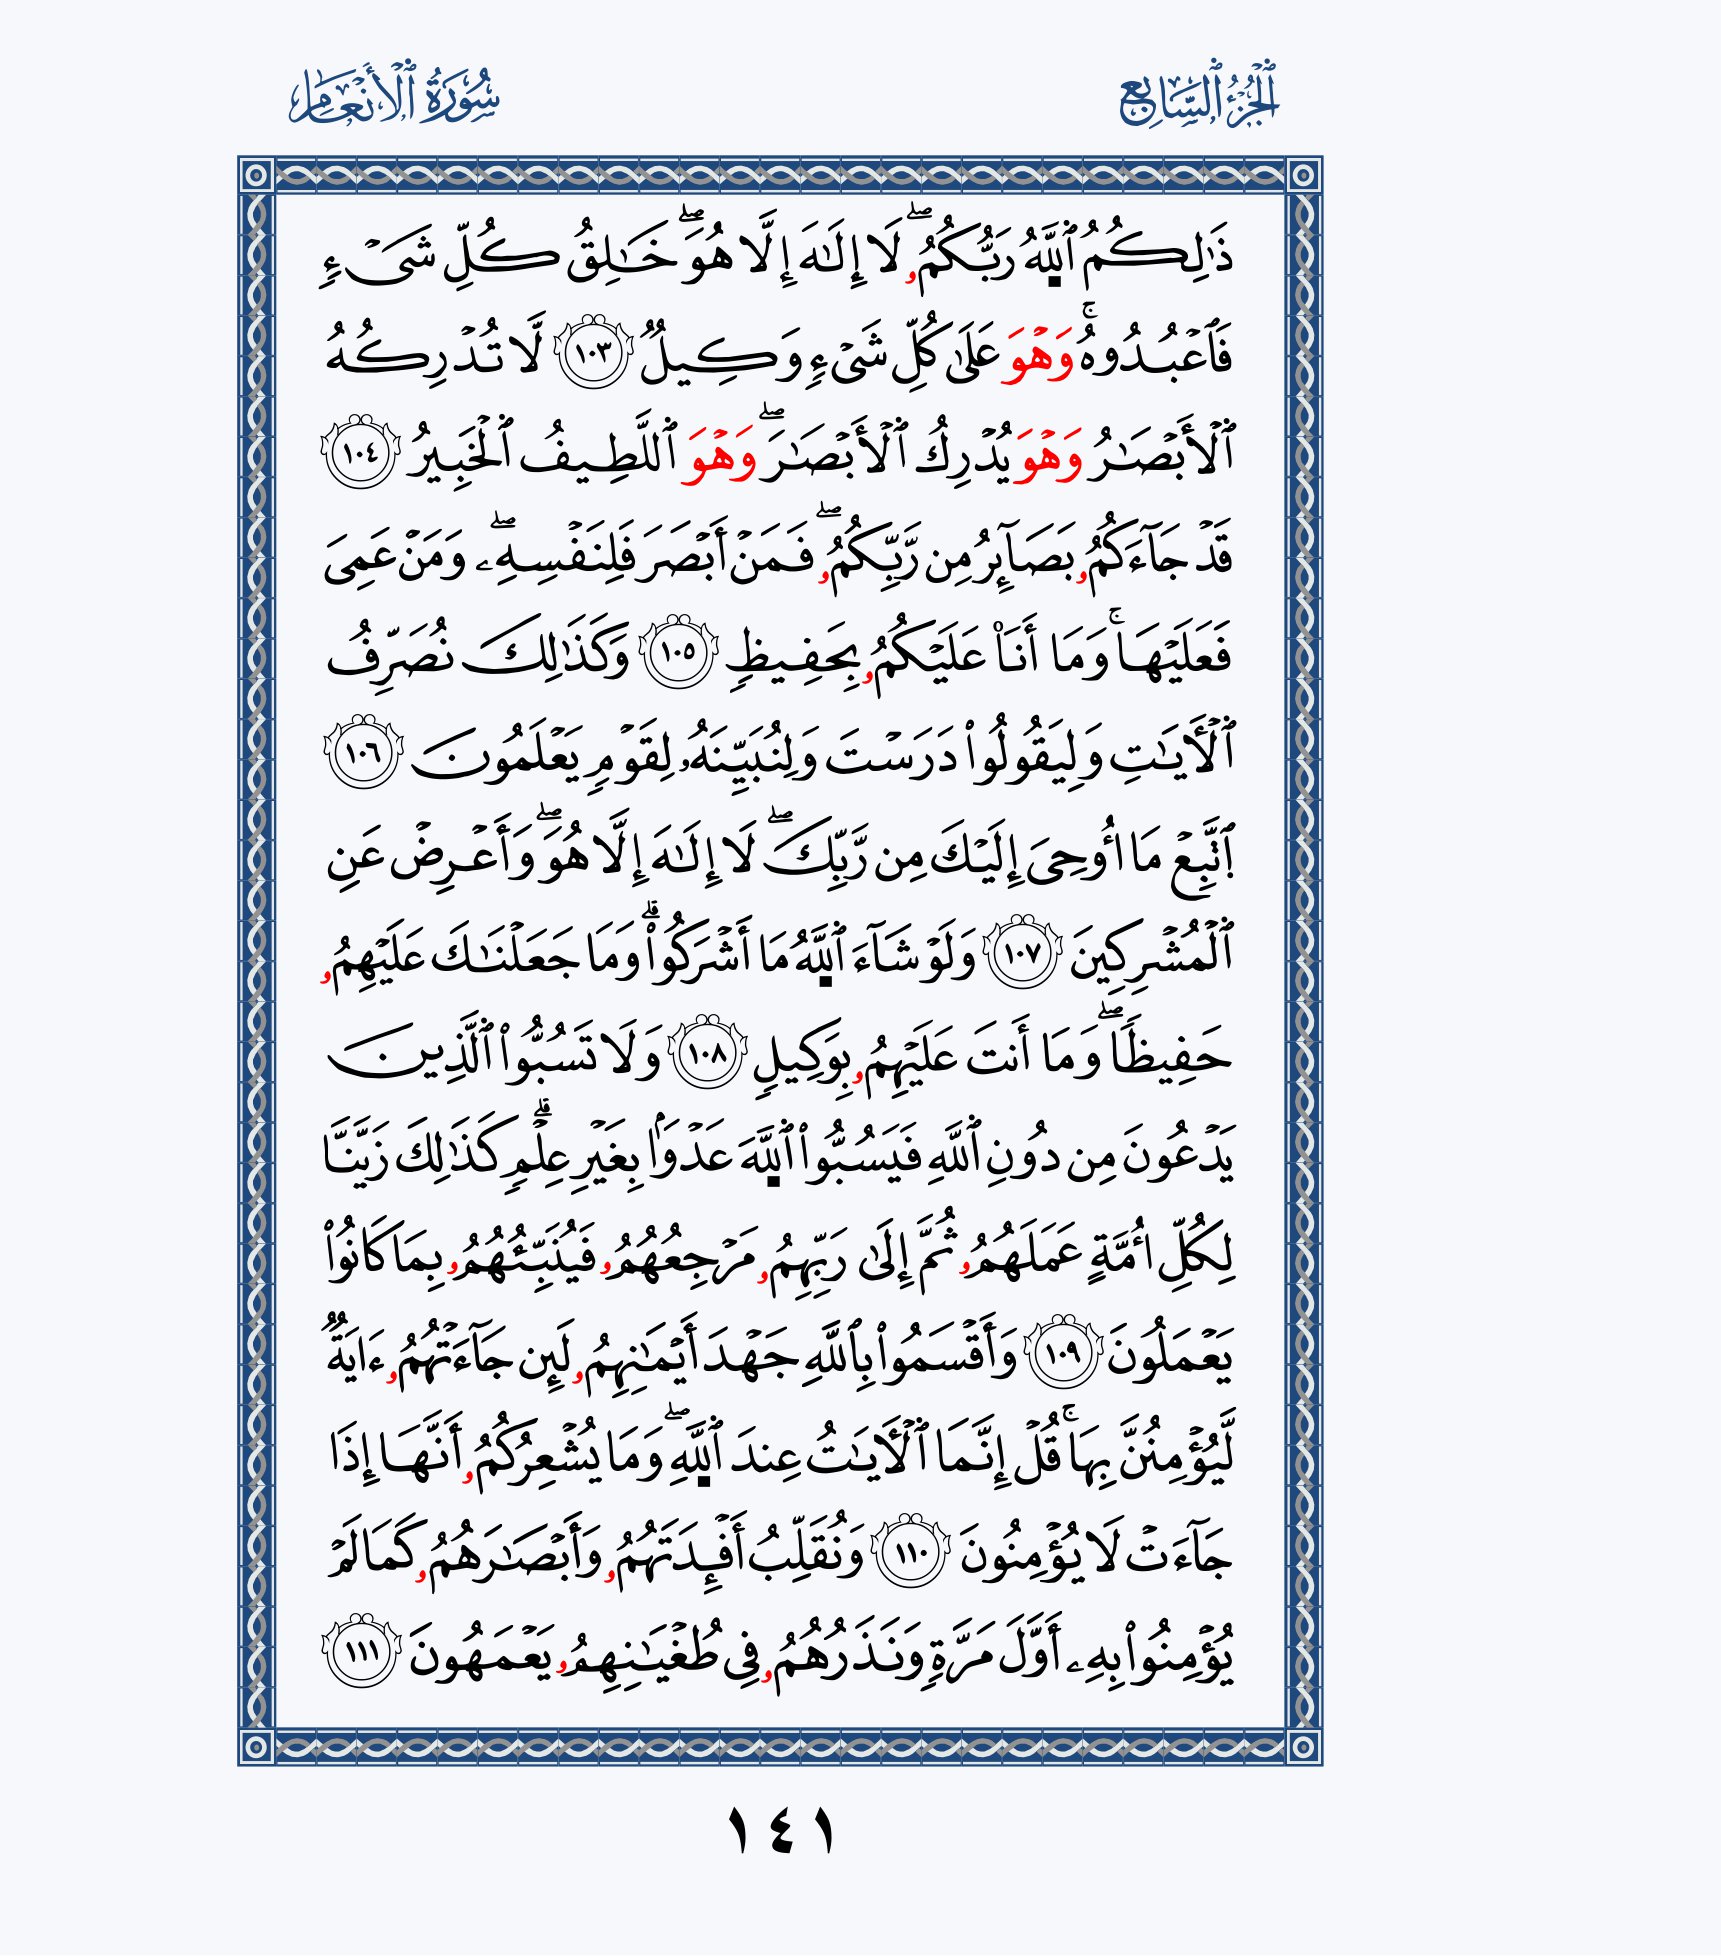 الجُزْءُ السَّابِعُ
سُورَةُ الْأَنْعَامِ
ذَٰلِكُمُ ٱللَّهُ رَبُّكُمُۥۖ لَا إِلَٰهَ إِلَّا هُوَۖ خَٰلِقُ كُلِّ شَيْءٖ
فَٱعْبُدُوهُۚ وَهْوَ عَلَىٰ كُلِّ شَيْءٖ وَكِيلٞ ١٠٣ لَّا تُدْرِكُهُ
ٱلْأَبْصَٰرُ وَهْوَ يُدْرِكُ ٱلْأَبْصَٰرَۖ وَهْوَ ٱللَّطِيفُ ٱلْخَبِيرُ ١٠٤
قَدْ جَآءَكُمُۥ بَصَآئِرُ مِن رَّبِّكُمُۥۖ فَمَنْ أَبْصَرَ فَلِنَفْسِهِۦۖ وَمَنْ عَمِيَ
فَعَلَيْهَاۚ وَمَا أَنَا۠ عَلَيْكُمُۥ بِحَفِيظٖ ١٠٥ وَكَذَٰلِكَ نُصَرِّفُ
ٱلْأٓيَٰتِ وَلِيَقُولُوا۟ دَرَسْتَ وَلِنُبَيِّنَهُۥ لِقَوْمٖ يَعْلَمُونَ ١٠٦
ٱتَّبِعْ مَا أُوحِيَ إِلَيْكَ مِن رَّبِّكَۖ لَا إِلَٰهَ إِلَّا هُوَۖ وَأَعْرِضْ عَنِ
ٱلْمُشْرِكِينَ ١٠٧ وَلَوْ شَآءَ ٱللَّهُ مَا أَشْرَكُوا۟ۗ وَمَا جَعَلْنَٰكَ عَلَيْهِمُۥ
حَفِيظٗاۖ وَمَا أَنتَ عَلَيْهِمُۥ بِوَكِيلٖ ١٠٨ وَلَا تَسُبُّوا۟ ٱلَّذِينَ
يَدْعُونَ مِن دُونِ ٱللَّهِ فَيَسُبُّوا۟ ٱللَّهَ عَدْوَۢا بِغَيْرِ عِلْمٖۗ كَذَٰلِكَ زَيَّنَّا
لِكُلِّ أُمَّةٍ عَمَلَهُمُۥ ثُمَّ إِلَىٰ رَبِّهِمُۥ مَرْجِعُهُمُۥ فَيُنَبِّئُهُمُۥ بِمَا كَانُوا۟
يَعْمَلُونَ ١٠٩ وَأَقْسَمُوا۟ بِٱللَّهِ جَهْدَ أَيْمَٰنِهِمُۥ لَئِن جَآءَتْهُمُۥ ءَايَةٞ
لَّيُؤْمِنُنَّ بِهَاۚ قُلْ إِنَّمَا ٱلْأٓيَٰتُ عِندَ ٱللَّهِۖ وَمَا يُشْعِرُكُمُۥ أَنَّهَا إِذَا
جَآءَتْ لَا يُؤْمِنُونَ ١١٠ وَنُقَلِّبُ أَفْـِٔدَتَهُمُۥ وَأَبْصَٰرَهُمُۥ كَمَا لَمْ
يُؤْمِنُوا۟ بِهِۦ أَوَّلَ مَرَّةٖ وَنَذَرُهُمُۥ فِي طُغْيَٰنِهِمُۥ يَعْمَهُونَ ١١١
١٤١